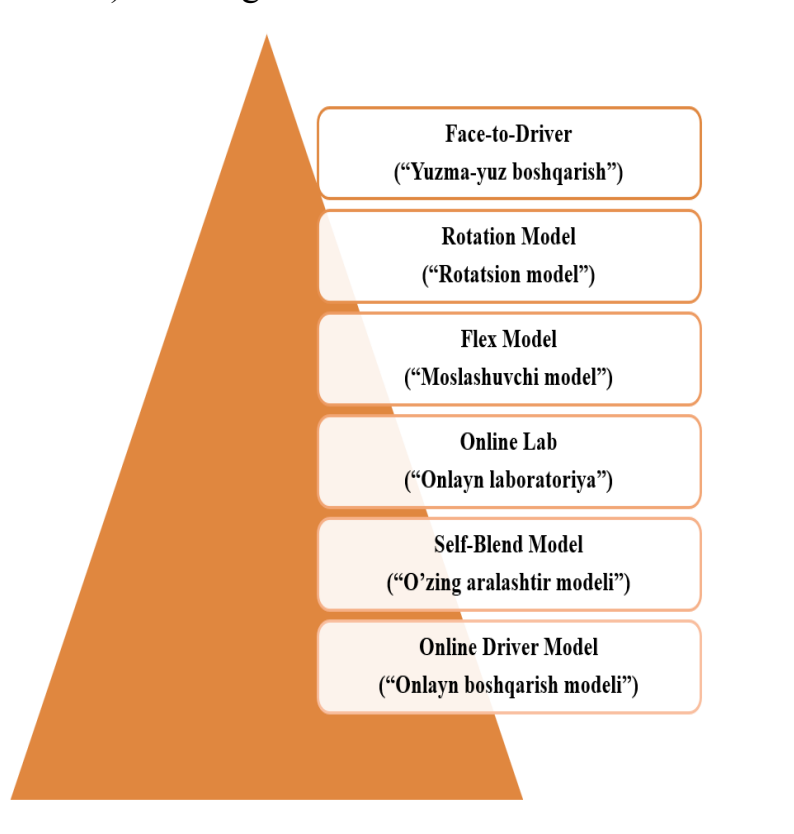 Face-to-Driver
(“Yuzma-yuz boshqarish”)
Rotation Model
(“Rotatsion model”)
Flex Model
(“Moslashuvchi model”)
Online Lab
(“Onlayn laboratoriya”)
Self-Blend Model
(“O’zing aralashtir modeli”)
Online Driver Model
(“Onlayn boshqarish modeli”)